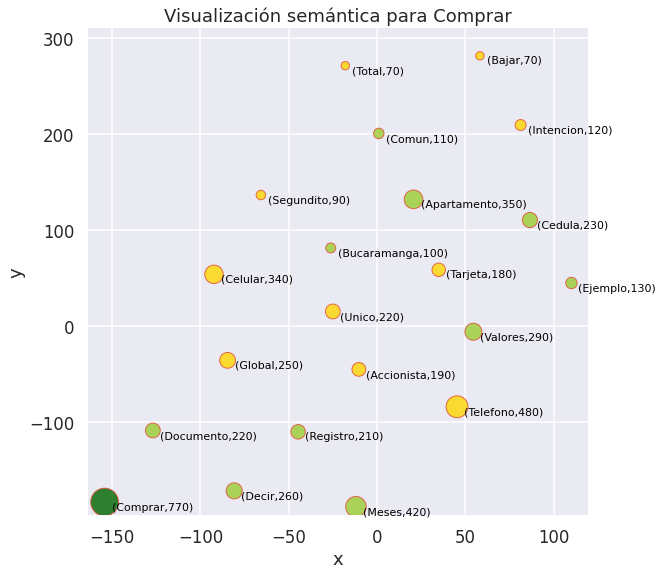 Visualización semántica para Comprar
300
(Bajar,70)
(Total,70)
(Intencion,120)
200
(Comun,110)
(Segundito,90)
(Apartamento,350)
100
(Cedula,230)
(Bucaramanga,100)
y
(Celular,340)
(Tarjeta,180)
(Ejemplo,130)
(Unico,220)
0
(Valores,290)
(Global,250)
(Accionista,190)
(Telefono,480)
−100
(Documento,220)
(Registro,210)
(Decir,260)
(Comprar,770)
(Meses,420)
−150
−100
−50
0
50
100
x